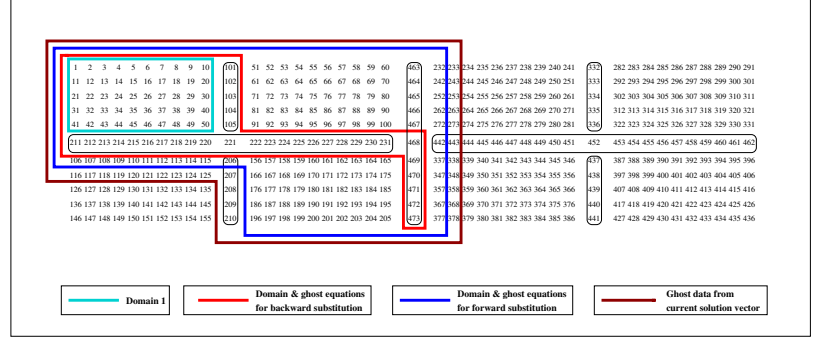 1 2 3 4 5 6 7 8 9 10 101 51 52 53 54 55 56 57 58 59 60 463 232 233 234 235 236 237 238 239 240 241 332 282 283 284 285 286 287 288 289 290 291
11 12 13 14 15 16 17 18 19 20 102 61 62 63 64 65 66 67 68 69 70 464 242 243 244 245 246 247 248 249 250 251 333 292 293 294 295 296 297 298 299 300 301
21 22 23 24 25 26 27 28 29 30 103 71 72 73 74 75 76 77 78 79 80 465 252 253 254 255 256 257 258 259 260 261 334 302 303 304 305 306 307 308 309 310 311
31 32 33 34 35 36 37 38 39 40 104 81 82 83 84 85 86 87 88 89 90 466 262 263 264 265 266 267 268 269 270 271 335 312 313 314 315 316 317 318 319 320 321
41 42 43 44 45 46 47 48 49 50 105 91 92 93 94 95 96 97 98 99 100 467 272 273 274 275 276 277 278 279 280 281 336 322 323 324 325 326 327 328 329 330 331
211 212 213 214 215 216 217 218 219 220 221 222 223 224 225 226 227 228 229 230 231 468 442 443 444 445 446 447 448 449 450 451 452 453 454 455 456 457 458 459 460 461 462
106 107 108 109 110 111 112 113 114 115 206 156 157 158 159 160 161 162 163 164 165 469 337 338 339 340 341 342 343 344 345 346 437 387 388 389 390 391 392 393 394 395 396
116 117 118 119 120 121 122 123 124 125 207 166 167 168 169 170 171 172 173 174 175 470 347 348 349 350 351 352 353 354 355 356 438 397 398 399 400 401 402 403 404 405 406
126 127 128 129 130 131 132 133 134 135 208 176 177 178 179 180 181 182 183 184 185 471 357 358 359 360 361 362 363 364 365 366 439 407 408 409 410 411 412 413 414 415 416
136 137 138 139 140 141 142 143 144 145 209 186 187 188 189 190 191 192 193 194 195 472 367 368 369 370 371 372 373 374 375 376 440 417 418 419 420 421 422 423 424 425 426
146 147 148 149 150 151 152 153 154 155 210 196 197 198 199 200 201 202 203 204 205 473 377 378 379 380 381 382 383 384 385 386 441 427 428 429 430 431 432 433 434 435 436
Domain 1
Domain & ghost equations
for backward substitution
Domain & ghost equations
for forward substitution
Ghost data from
current solution vector